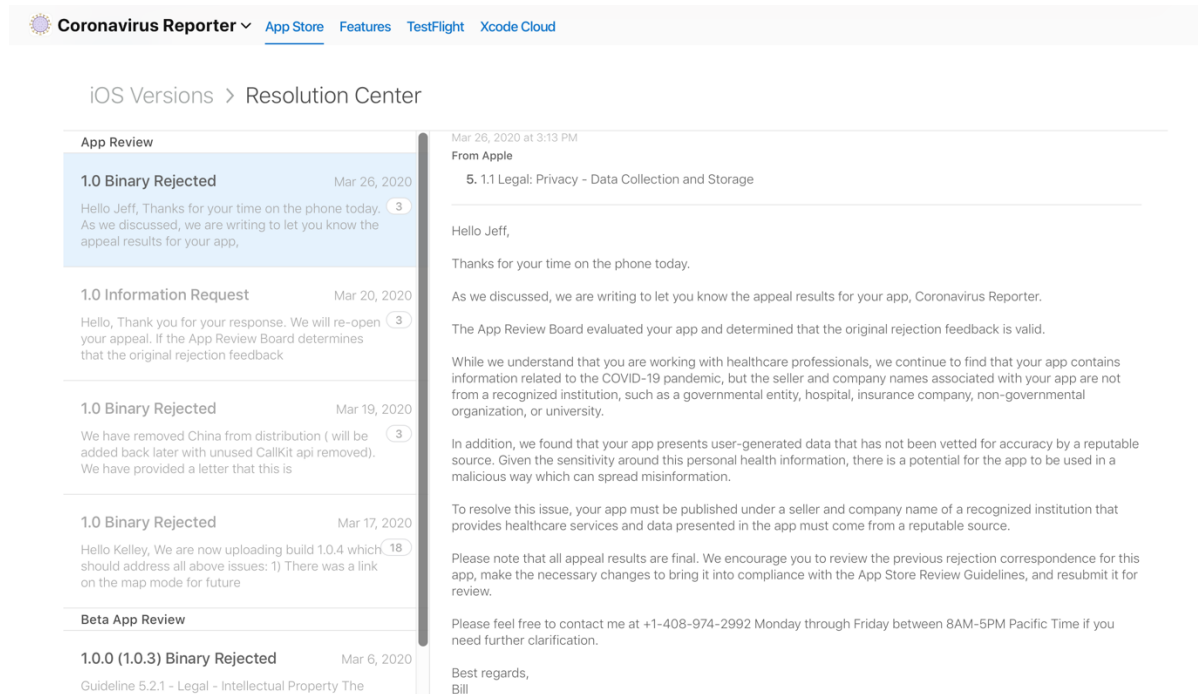 Coronavirus Reporter App Store Features TestFlight Xcode Cloud
iOS Versions > Resolution Center
App Review
1.0 Binary Rejected Mar 26, 2020
Hello Jeff, Thanks for your time on the phone today. 3
As we discussed, we are writing to let you know the
appeal results for your app,
1.0 Information Request Mar 20, 2020
Hello, Thank you for your response. We will re-open 3
your appeal. If the App Review Board determines
that the original rejection feedback
1.0 Binary Rejected Mar 19, 2020
We have removed China from distribution ( will be 3
added back later with unused CallKit api removed).
We have provided a letter that this is
1.0 Binary Rejected Mar 17, 2020
Hello Kelley, We are now uploading build 1.0.4 which 18
should address all above issues: 1) There was a link
on the map mode for future
Beta App Review
1.0.0 (1.0.3) Binary Rejected Mar 6, 2020
Guideline 5.2.1 - Legal - Intellectual Property The
Mar 26, 2020 at 3:13 PM
From Apple
5. 1.1 Legal: Privacy - Data Collection and Storage
Hello Jeff,
Thanks for your time on the phone today.
As we discussed, we are writing to let you know the appeal results for your app, Coronavirus Reporter.
The App Review Board evaluated your app and determined that the original rejection feedback is valid.
While we understand that you are working with healthcare professionals, we continue to find that your app contains
information related to the COVID-19 pandemic, but the seller and company names associated with your app are not
from a recognized institution, such as a governmental entity, hospital, insurance company, non-governmental
organization, or university.
In addition, we found that your app presents user-generated data that has not been vetted for accuracy by a reputable
source. Given the sensitivity around this personal health information, there is a potential for the app to be used in a
malicious way which can spread misinformation.
To resolve this issue, your app must be published under a seller and company name of a recognized institution that
provides healthcare services and data presented in the app must come from a reputable source.
Please note that all appeal results are final. We encourage you to review the previous rejection correspondence for this
app, make the necessary changes to bring it into compliance with the App Store Review Guidelines, and resubmit it for
review.
Please feel free to contact me at +1-408-974-2992 Monday through Friday between 8AM-5PM Pacific Time if you
need further clarification.
Best regards,
Bill